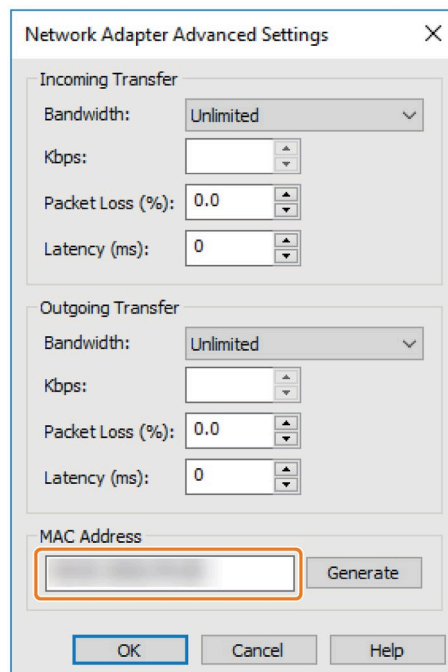 Network Adapter Advanced Settings
Incoming Transfer
Bandwidth: Unlimited
Kbps:
Packet Loss (%): 0.0
Latency (ms): 0
Outgoing Transfer
Bandwidth: Unlimited
Kbps:
Packet Loss (%): 0.0
Latency (ms): 0
MAC Address
Generate
OK Cancel Help